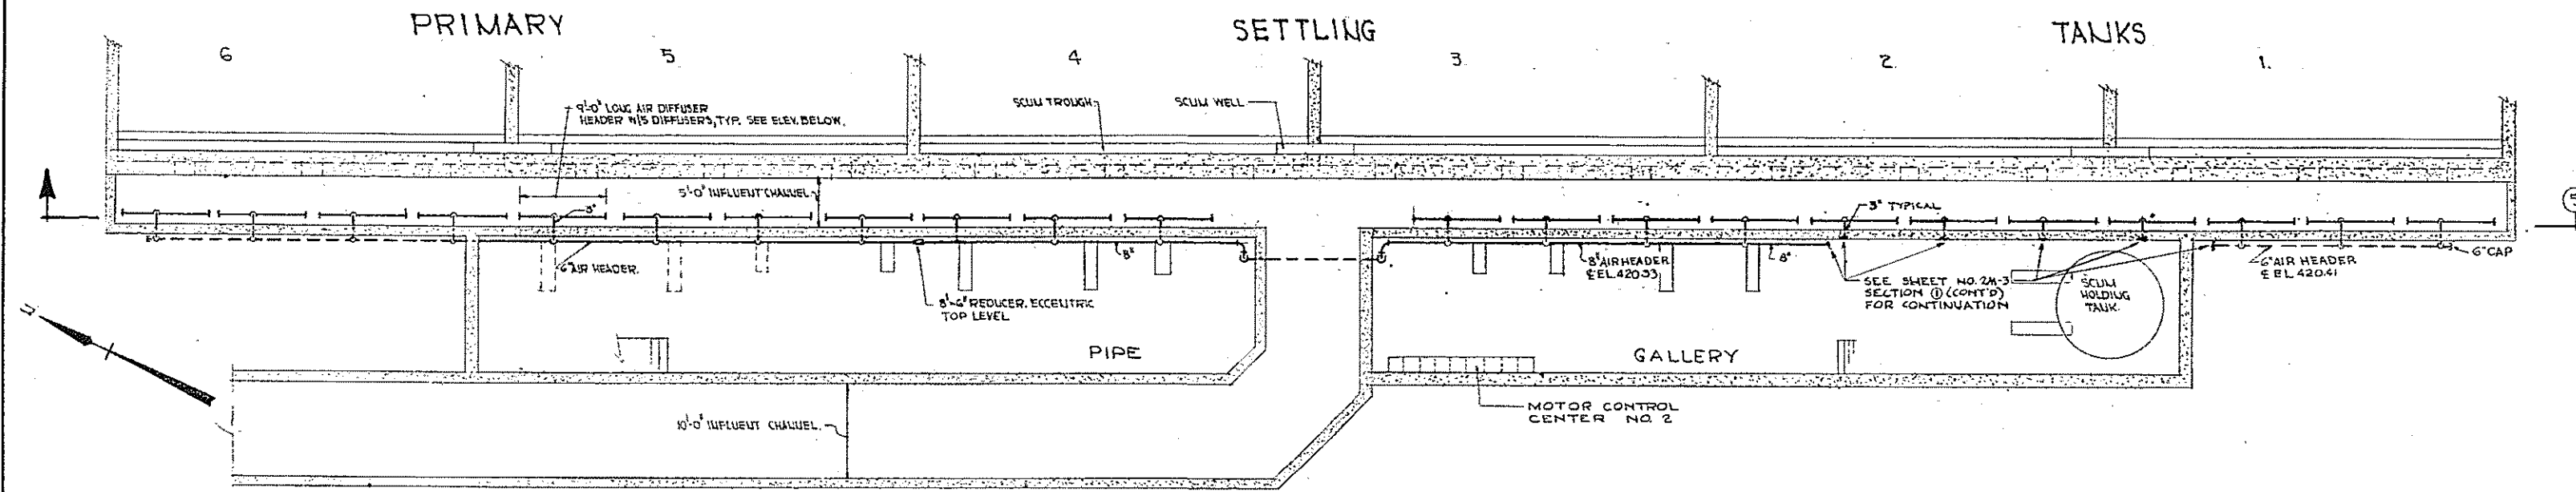 PRIMARY SETTLING TANKS
6 5 4 3 2. 1.
9'-0" LONG AIR DIFFUSER
HEADER W/5 DIFFUSERS, TYP. SEE ELEV. BELOW.
SCUM TROUGH
SCUM WELL
5'-0" INFLUENT CHANNEL
3"
6" AIR HEADER.
8"-6" REDUCER, ECCENTRIC
TOP LEVEL
8"
8" AIR HEADER
℄ EL 420.33
8"
3" TYPICAL
SEE SHEET NO. 2M-3
SECTION ① (CONT'D)
FOR CONTINUATION
SCUM
HOLDING
TANK.
6" AIR HEADER
℄ EL 420.41
6" CAP
5
N
PIPE GALLERY
MOTOR CONTROL
CENTER NO. 2
10'-0" INFLUENT CHANNEL.